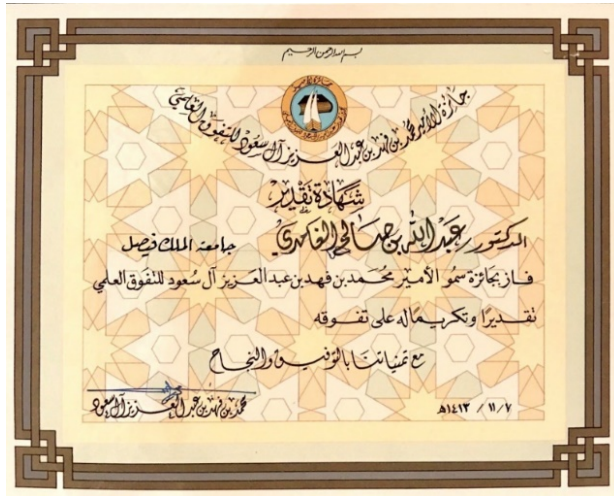 بسم الله الرحمن الرحيم
جائزة الأمير محمد بن فهد بن عبد العزيز آل سعود للتفوق العلمي
شهادة تقدير
الدكتور عبد الله بن صالح الغامدي جامعة الملك فيصل
فاز بجائزة سمو الأمير محمد بن فهد بن عبد العزيز آل سعود للتفوق العلمي
تقديرًا وتكريما له على تفوقه
مع تمنياتنا بالتوفيق والنجاح
محمد بن فهد بن عبد العزيز آل سعود
١٤١٣ / ١١ / ٧هـ